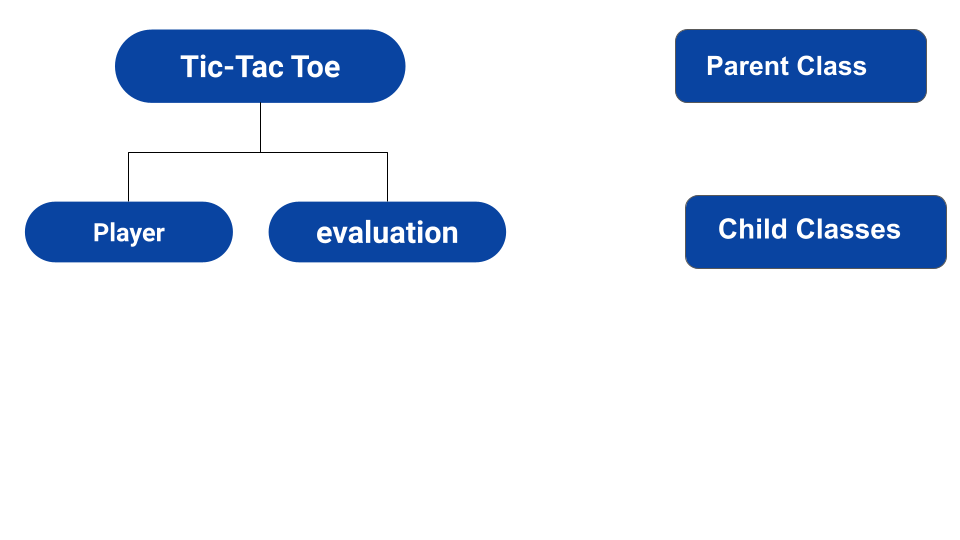 Tic-Tac Toe
Parent Class
Player
evaluation
Child Classes